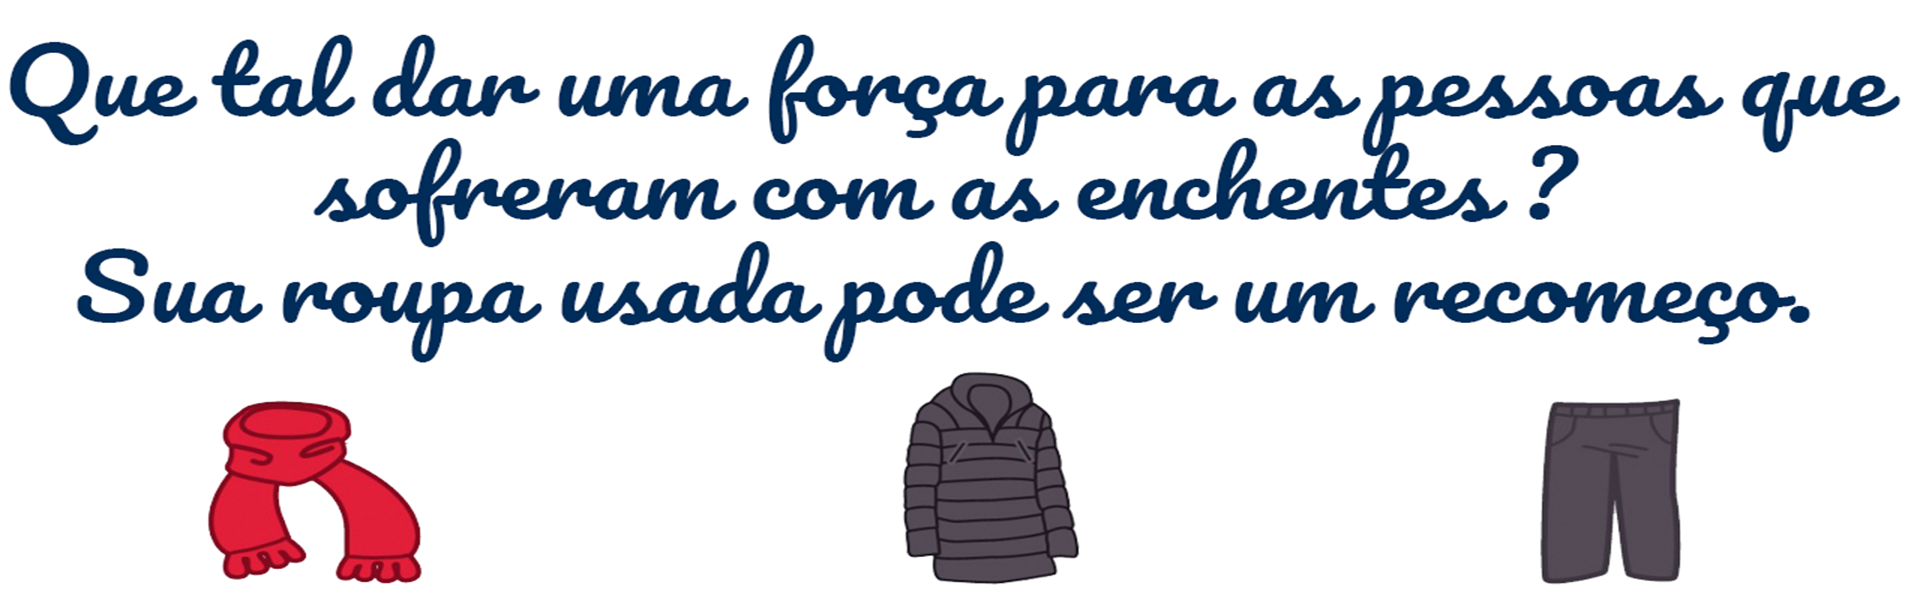 Que tal dar uma força para as pessoas que
sofreram com as enchentes ?
Sua roupa usada pode ser um recomeço.